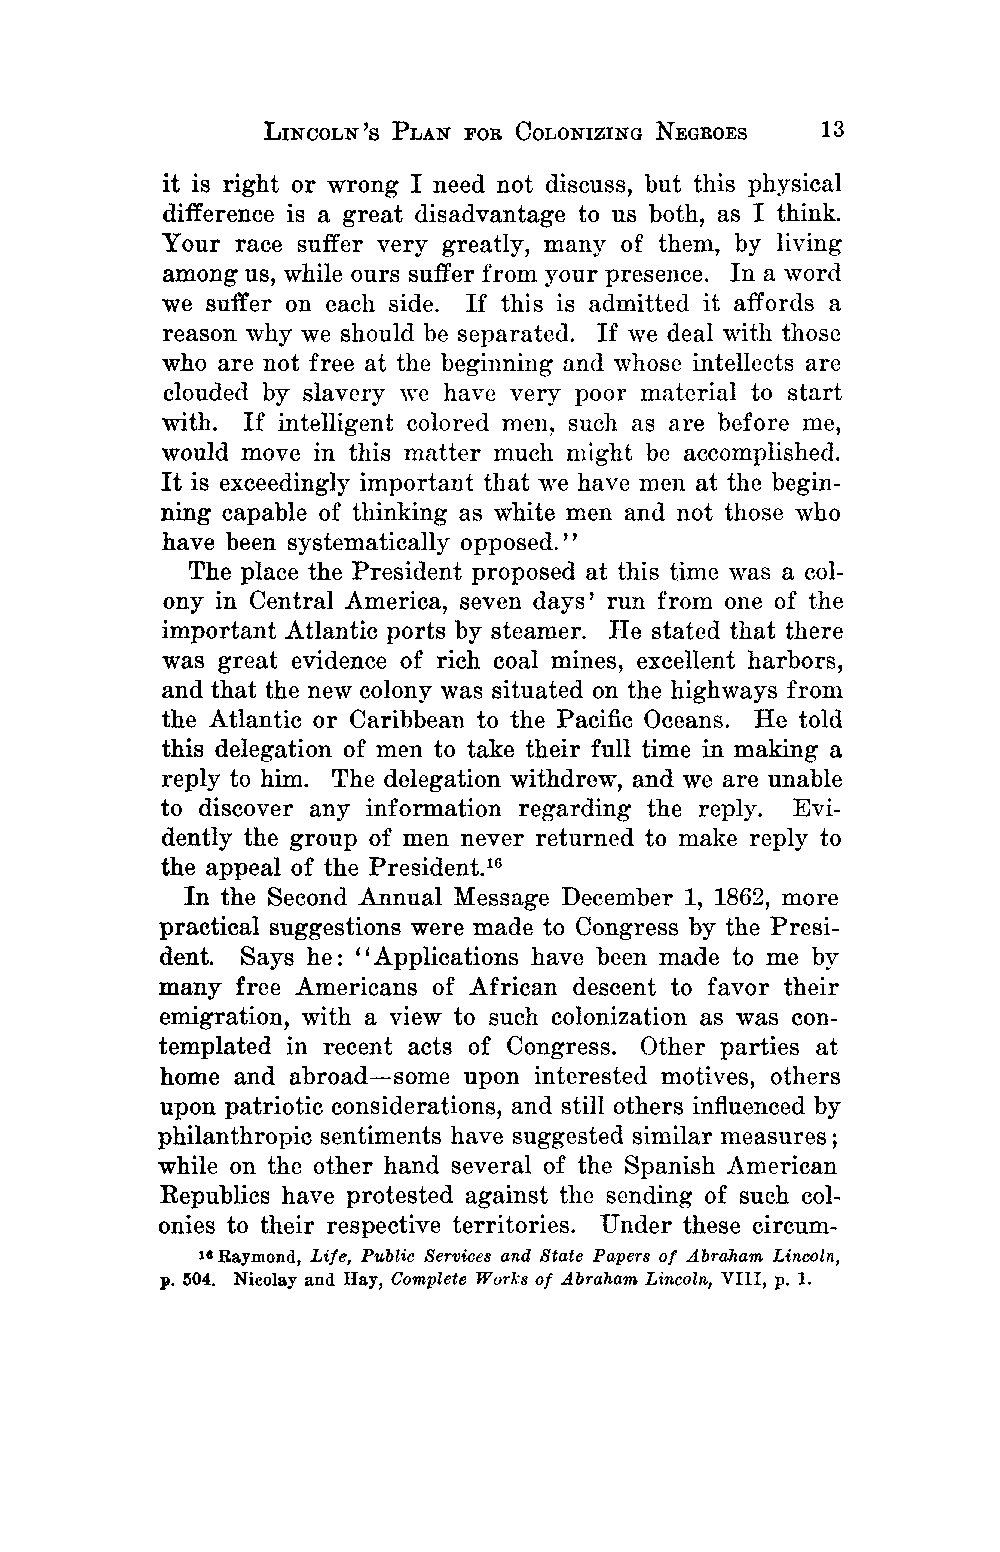 LINCOLN'S PLAN FOR COLONIZING NEGROES 13
it is right or wrong I need not discuss, but this physical
difference is a great disadvantage to us both, as I think.
Your race suffer very greatly, many of them, by living
among us, while ours suffer from your presence. In a word
we suffer on each side. If this is admitted it affords a
reason why we should be separated. If we deal with those
who are not free at the beginning and whose intellects are
clouded by slavery we have very poor material to start
with. If intelligent colored men, such as are before me,
would move in this matter much might be accomplished.
It is exceedingly important that we have men at the begin-
ning capable of thinking as white men and not those who
have been systematically opposed.''
The place the President proposed at this time was a col-
ony in Central America, seven days' run from one of the
important Atlantic ports by steamer. He stated that there
was great evidence of rich coal mines, excellent harbors,
and that the new colony was situated on the highways from
the Atlantic or Caribbean to the Pacific Oceans. He told
this delegation of men to take their full time in making a
reply to him. The delegation withdrew, and we are unable
to discover any information regarding the reply. Evi-
dently the group of men never returned to make reply to
the appeal of the President.¹⁶
In the Second Annual Message December 1, 1862, more
practical suggestions were made to Congress by the Presi-
dent. Says he: ''Applications have been made to me by
many free Americans of African descent to favor their
emigration, with a view to such colonization as was con-
templated in recent acts of Congress. Other parties at
home and abroad—some upon interested motives, others
upon patriotic considerations, and still others influenced by
philanthropic sentiments have suggested similar measures;
while on the other hand several of the Spanish American
Republics have protested against the sending of such col-
onies to their respective territories. Under these circum-
¹⁶ Raymond, Life, Public Services and State Papers of Abraham Lincoln,
p. 504. Nicolay and Hay, Complete Works of Abraham Lincoln, VIII, p. 1.